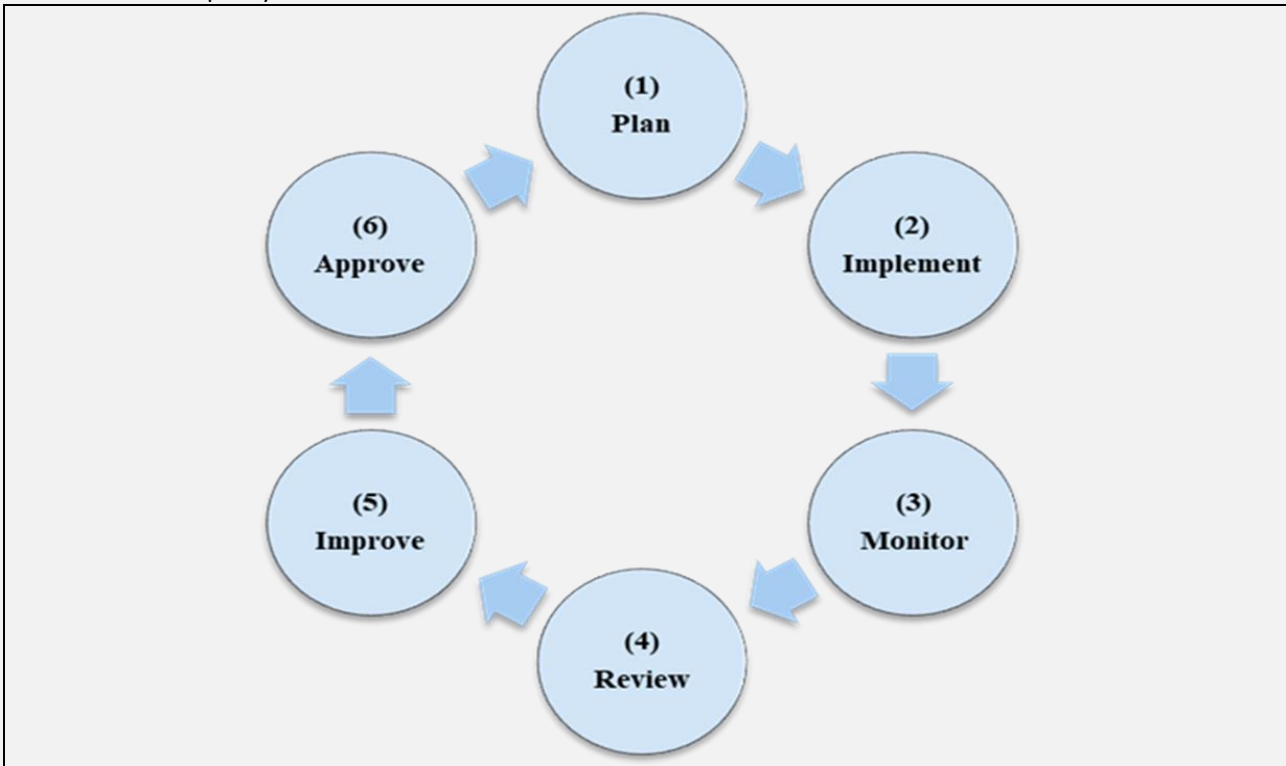 (1)
Plan
(2)
Implement
(3)
Monitor
(4)
Review
(5)
Improve
(6)
Approve